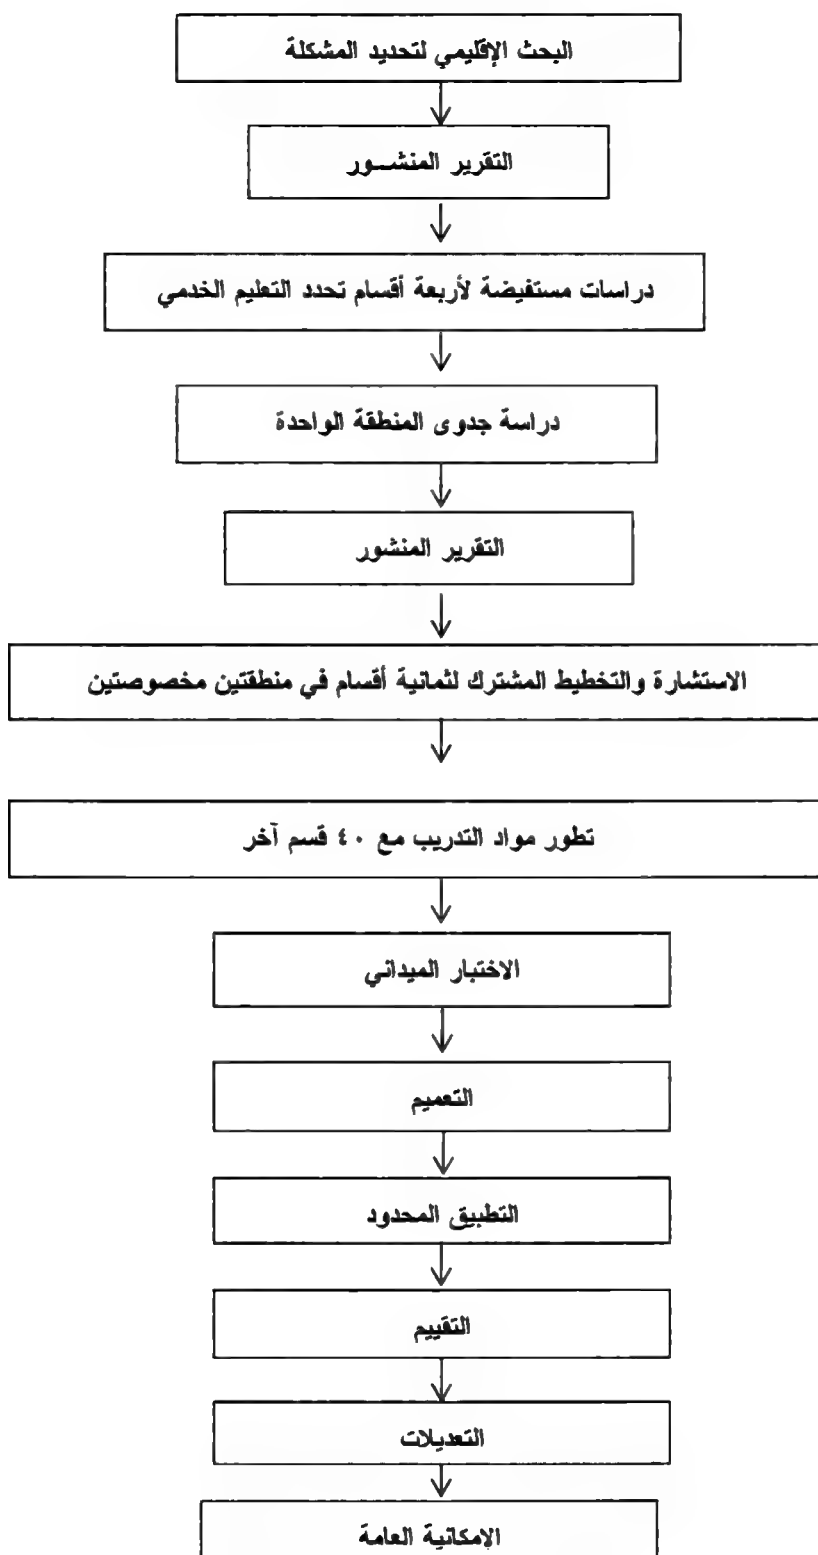 البحث الإقليمي لتحديد المشكلة
التقرير المنشـــور
دراسات مستفيضة لأربعة أقسام تحدد التعليم الخدمي
دراسة جدوى المنطقة الواحدة
التقرير المنشور
الاستشارة والتخطيط المشترك لثمانية أقسام في منطقتين مخصوصتين
تطور مواد التدريب مع ٤٠ قسم آخر
الاختبار الميداني
التعميم
التطبيق المحدود
التقييم
التعديلات
الامكانية العامة